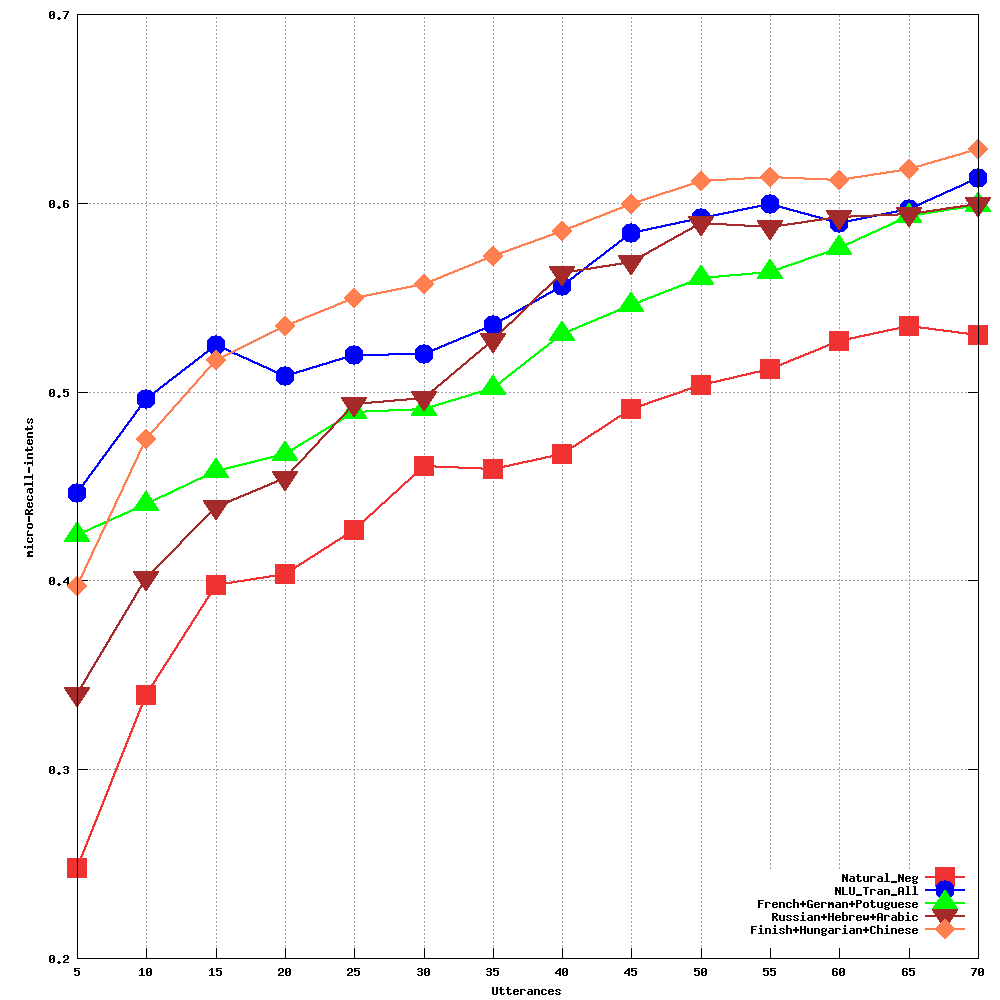 0.7
0.6
0.5
0.4
0.3
0.2
micro-Recall-intents
Natural_Neg
NLU_Tran_All
French+German+Potuguese
Russian+Hebrew+Arabic
Finish+Hungarian+Chinese
5 10 15 20 25 30 35 40 45 50 55 60 65 70
Utterances